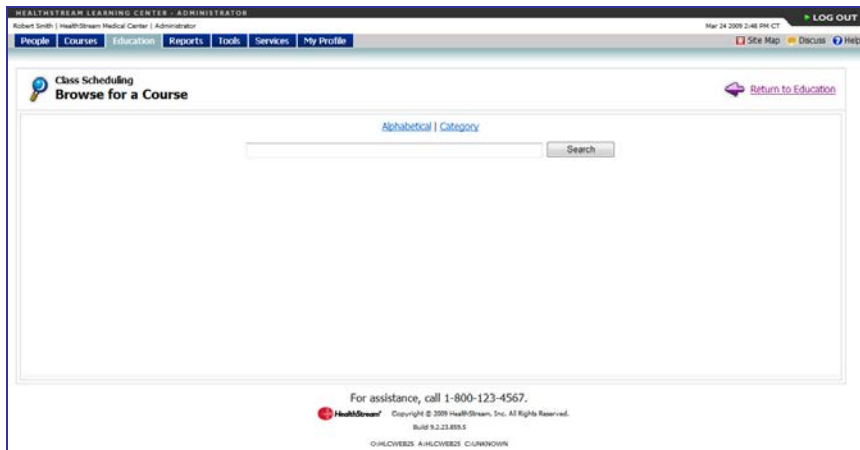 HEALTHSTREAM LEARNING CENTER - ADMINISTRATOR
LOG OUT
Robert Smith | HealthStream Medical Center | Administrator
Mar 24 2009 2:48 PM CT
People Courses Education Reports Tools Services My Profile
Site Map Discuss Help
Class Scheduling
Browse for a Course
Return to Education
Alphabetical | Category
Search
For assistance, call 1-800-123-4567.
HealthStream Copyright © 2009 HealthStream, Inc. All Rights Reserved.
Build 9.2.23.859.5
O:HLCWEB25 A:HLCWEB25 C:UNKNOWN